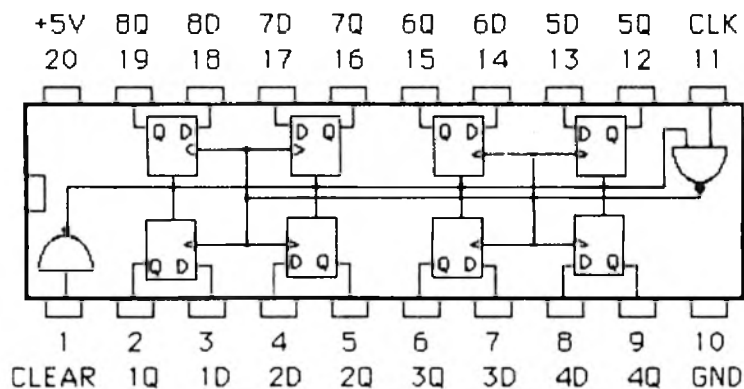 +5V 8Q 8D 7D 7Q 6Q 6D 5D 5Q CLK
20 19 18 17 16 15 14 13 12 11
Q D D Q Q D D Q
Q D D Q Q D D Q
1 2 3 4 5 6 7 8 9 10
CLEAR 1Q 1D 2D 2Q 3Q 3D 4D 4Q GND